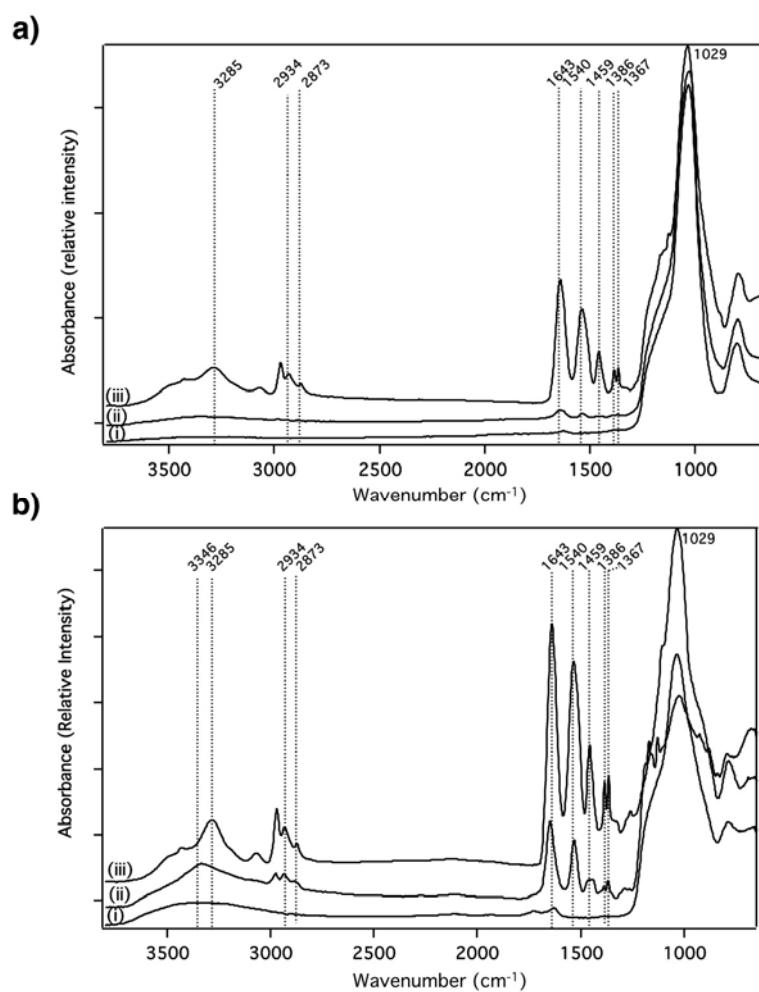 a)
3285
2934
2873
1643
1540
1459
1386
1367
1029
Absorbance (relative intensity)
(iii)
(ii)
(i)
3500 3000 2500 2000 1500 1000
Wavenumber (cm-1)
b)
3346
3285
2934
2873
1643
1540
1459
1386
1367
1029
Absorbance (Relative Intensity)
(iii)
(ii)
(i)
3500 3000 2500 2000 1500 1000
Wavenumber (cm-1)